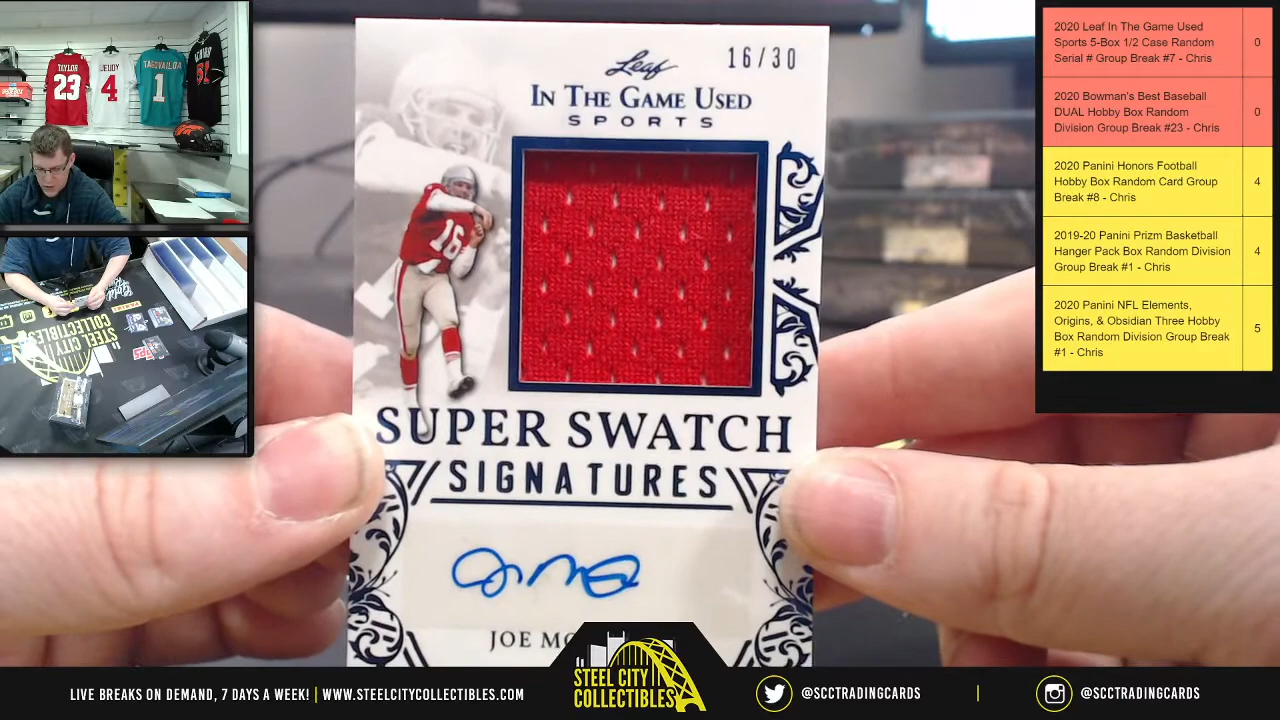 TAYLOR
23
JEUDY
4
TAGOVAILOA
1
16/30
Leaf
IN THE GAME USED
SPORTS
16
SUPER SWATCH
SIGNATURES
JOE MO
2020 Leaf In The Game Used
Sports 5-Box 1/2 Case Random
Serial # Group Break #7 - Chris
0
2020 Bowman's Best Baseball
DUAL Hobby Box Random
Division Group Break #23 - Chris
0
2020 Panini Honors Football
Hobby Box Random Card Group
Break #8 - Chris
4
2019-20 Panini Prizm Basketball
Hanger Pack Box Random Division
Group Break #1 - Chris
4
2020 Panini NFL Elements,
Origins, & Obsidian Three Hobby
Box Random Division Group Break
#1 - Chris
5
STEEL CITY
COLLECTIBLES
LIVE BREAKS ON DEMAND, 7 DAYS A WEEK! | WWW.STEELCITYCOLLECTIBLES.COM
STEEL CITY
COLLECTIBLES
@SCCTRADINGCARDS
@SCCTRADINGCARDS